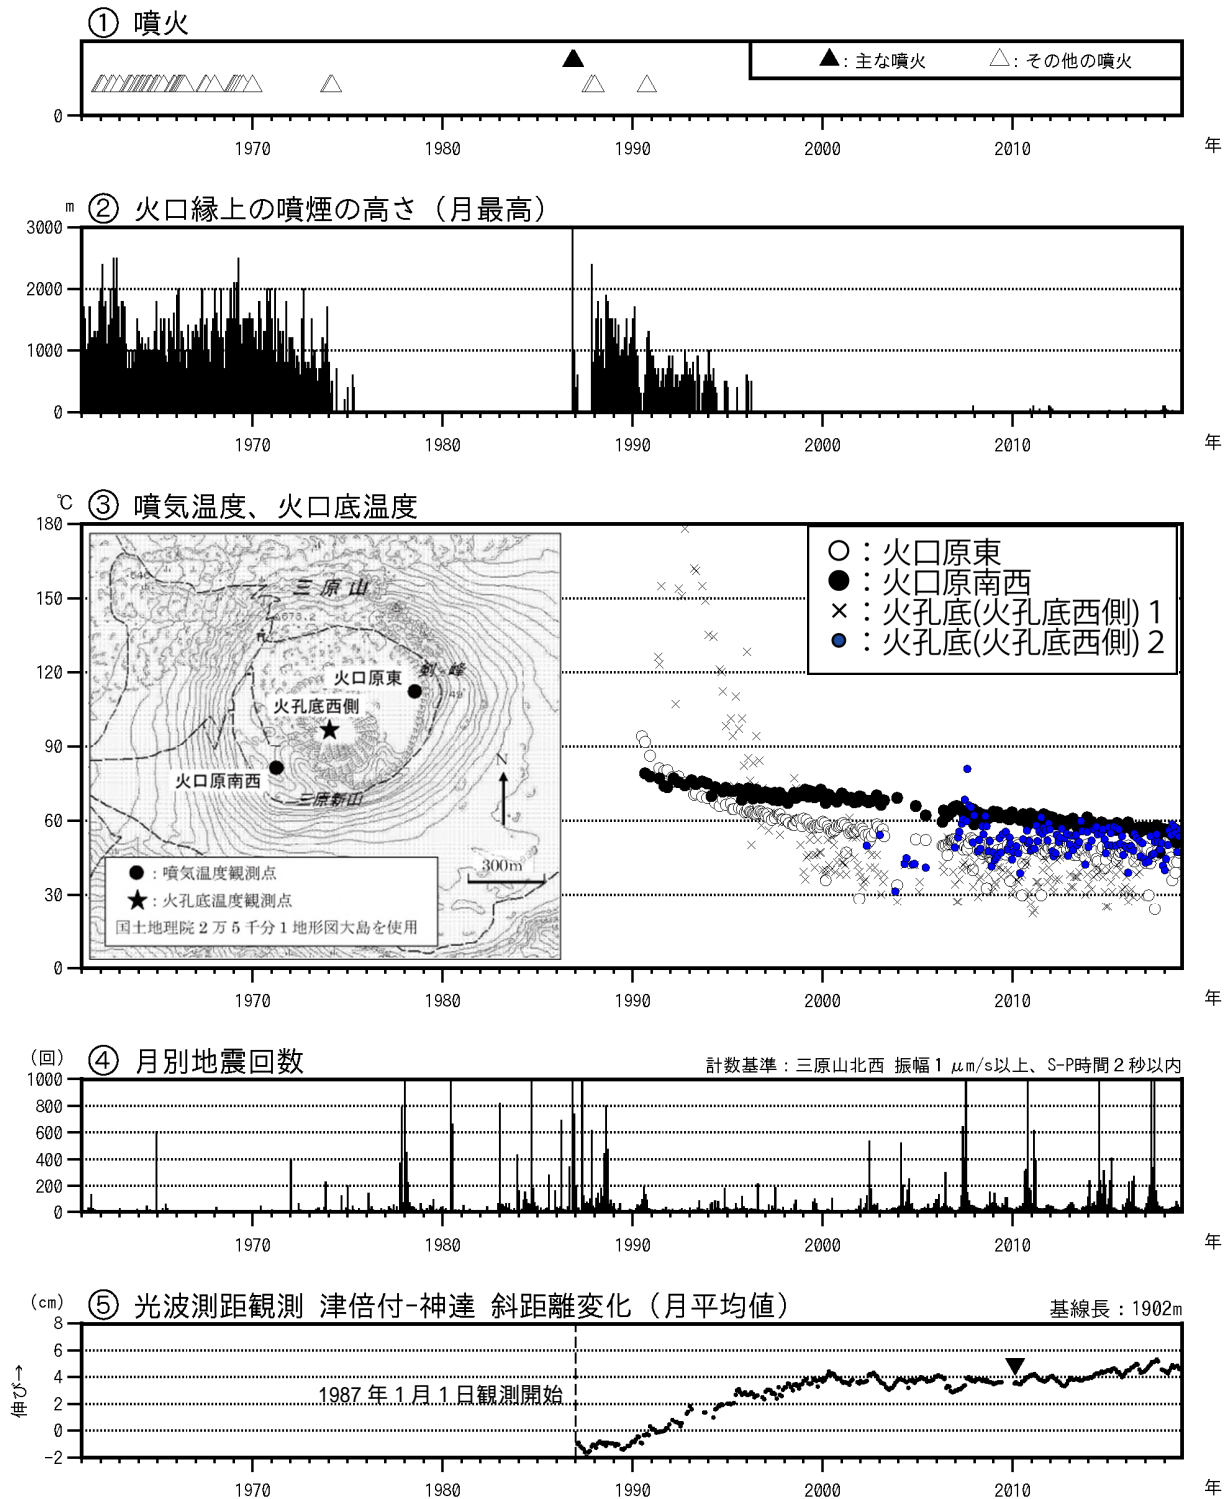 ① 噴火
▲: 主な噴火 △: その他の噴火
0
1970 1980 1990 2000 2010 年
m ② 火口縁上の噴煙の高さ（月最高）
3000
2000
1000
0
1970 1980 1990 2000 2010 年
℃ ③ 噴気温度、火口底温度
180
150
120
90
60
30
0
○：火口原東
●：火口原南西
×：火孔底(火孔底西側)１
●：火孔底(火孔底西側)２
三原山
剣ヶ峰
火口原東
火孔底西側
火口原南西
三原新山
N
300m
●：噴気温度観測点
★：火孔底温度観測点
国土地理院２万５千分１地形図大島を使用
1970 1980 1990 2000 2010 年
(回) ④ 月別地震回数 計数基準：三原山北西 振幅１μm/s以上、S-P時間２秒以内
1000
800
600
400
200
0
1970 1980 1990 2000 2010 年
(cm) ⑤ 光波測距観測 津倍付-神達 斜距離変化（月平均値） 基線長：1902m
8
6
4
2
0
-2
伸び→
1987年１月１日観測開始
1970 1980 1990 2000 2010 年